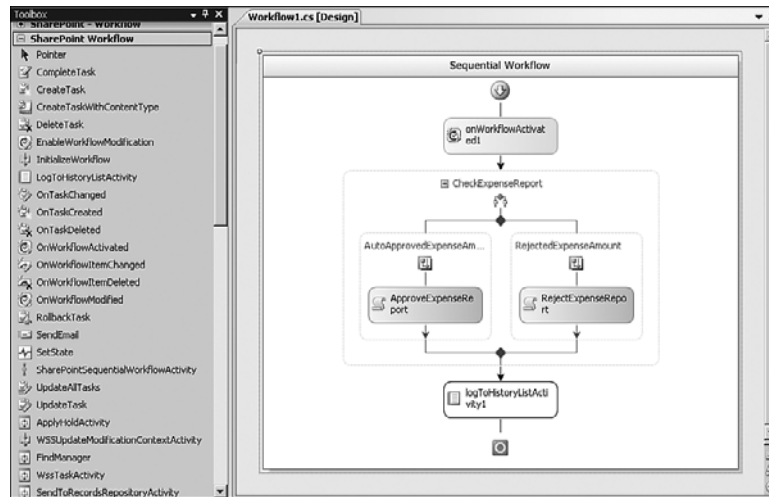 Toolbox
SharePoint - Workflow
SharePoint Workflow
Pointer
CompleteTask
CreateTask
CreateTaskWithContentType
DeleteTask
EnableWorkflowModification
InitializeWorkflow
LogToHistoryListActivity
OnTaskChanged
OnTaskCreated
OnTaskDeleted
OnWorkflowActivated
OnWorkflowItemChanged
OnWorkflowItemDeleted
OnWorkflowModified
RollbackTask
SendEmail
SetState
SharePointSequentialWorkflowActivity
UpdateAllTasks
UpdateTask
ApplyHoldActivity
WSSUpdateModificationContextActivity
FindManager
WssTaskActivity
SendToRecordsRepositoryActivity
Workflow1.cs [Design]
Sequential Workflow
onWorkflowActivat
ed1
CheckExpenseReport
AutoApprovedExpenseAm...
RejectedExpenseAmount
ApproveExpenseRe
port
RejectExpenseRepo
rt
logToHistoryListActi
vity1